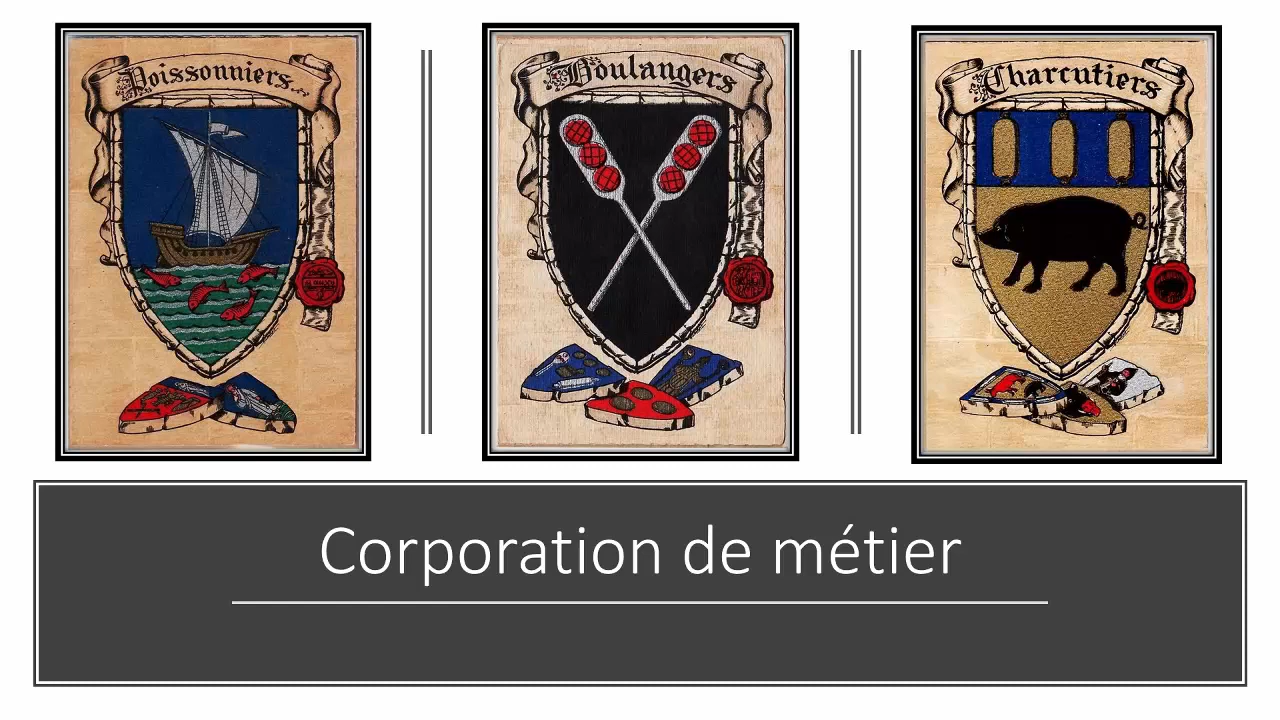 Poissonniers
Boulangers
Charcutiers
Corporation de métier